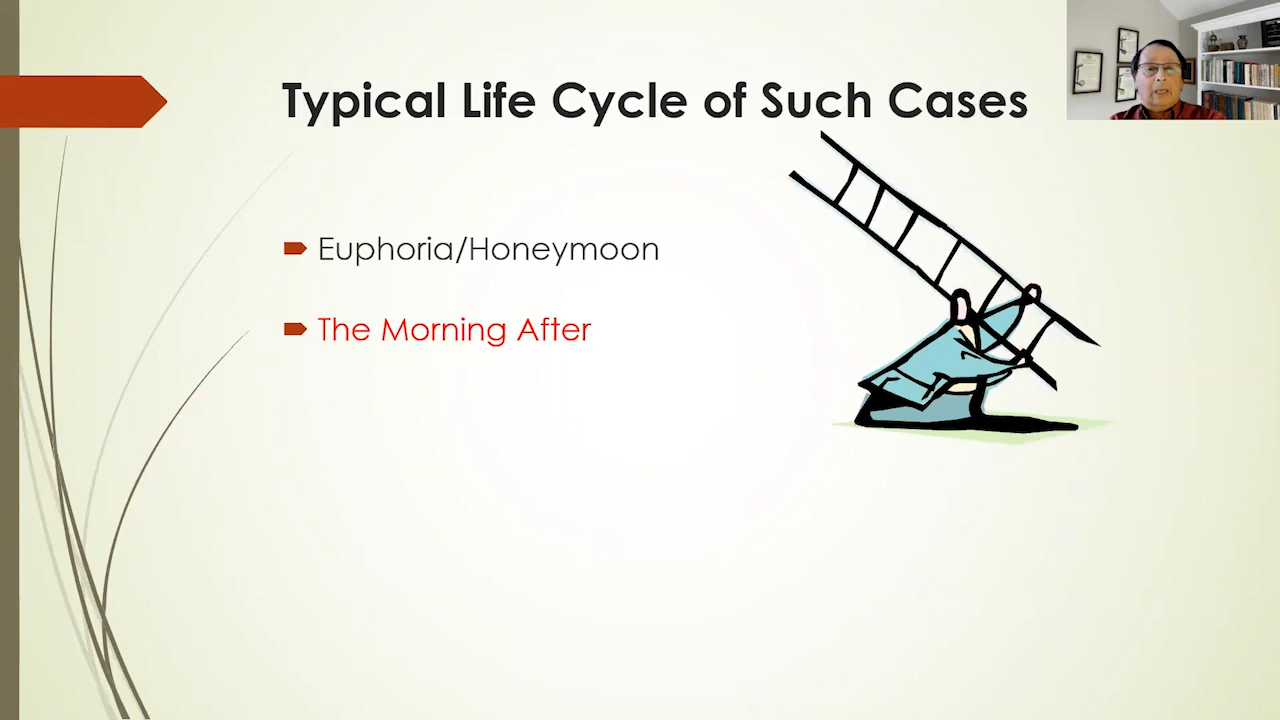 Typical Life Cycle of Such Cases
Euphoria/Honeymoon
The Morning After